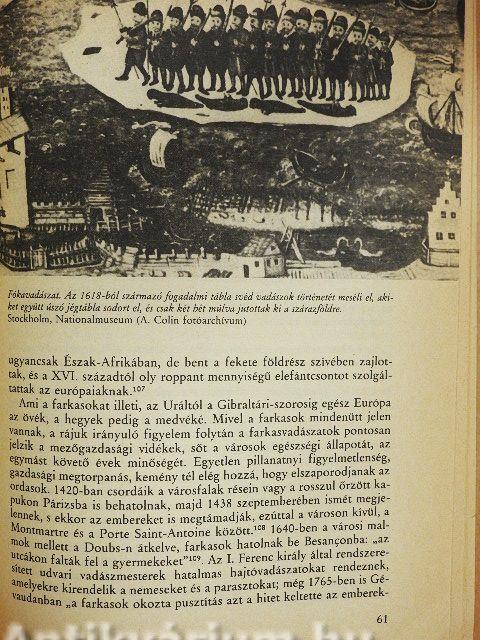 Fókavadászat. Az 1618-ból származó fogadalmi tábla svéd vadászok történetét meséli el, aki-
ket együtt úszó jégtábla sodort el, és csak két hét múlva jutottak ki a szárazföldre.
Stockholm, Nationalmuseum (A. Colin fotóarchívum)
ugyancsak Észak-Afrikában, de bent a fekete földrész szívében zajlot-
tak, és a XVI. századtól oly roppant mennyiségű elefántcsontot szolgál-
tattak az európaiaknak.¹⁰⁷
Ami a farkasokat illeti, az Uráltól a Gibraltári-szorosig egész Európa
az övék, a hegyek pedig a medvéké. Mivel a farkasok mindenütt jelen
vannak, a rájuk irányuló figyelem folytán a farkasvadászatok pontosan
jelzik a mezőgazdasági vidékek, sőt a városok egészségi állapotát, az
egymást követő évek minőségét. Egyetlen pillanatnyi figyelmetlenség,
gazdasági megtorpanás, kemény tél elég hozzá, hogy elszaporodjanak az
ordasok. 1420-ban csordáik a városfalak résein vagy a rosszul őrzött ka-
pukon Párizsba is behatolnak, majd 1438 szeptemberében ismét megje-
lennek, s ekkor az embereket is megtámadják, ezúttal a városon kívül, a
Montmartre és a Porte Saint-Antoine között.¹⁰⁸ 1640-ben a városi mal-
mok mellett a Doubs-n átkelve, farkasok hatolnak be Besançonba: „az
utcákon falták fel a gyermekeket"¹⁰⁹. Az I. Ferenc király által rendsze-
sített udvari vadászmesterek hatalmas hajtóvadászatokat rendeznek,
amelyekre kirendelik a nemeseket és a parasztokat; még 1765-ben is Gé-
vaudanban „a farkasok okozta pusztítás azt a hitet keltette az emberek-
61